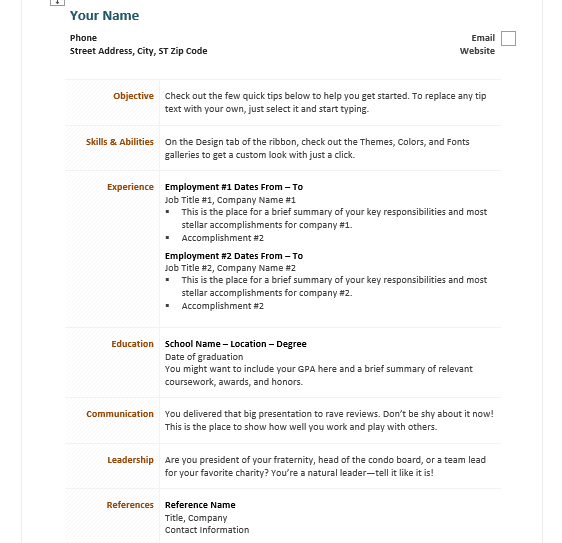 Your Name
Phone
Email
Street Address, City, ST Zip Code
Website
Objective
Check out the few quick tips below to help you get started. To replace any tip
text with your own, just select it and start typing.
Skills & Abilities
On the Design tab of the ribbon, check out the Themes, Colors, and Fonts
galleries to get a custom look with just a click.
Experience
Employment #1 Dates From – To
Job Title #1, Company Name #1
▪ This is the place for a brief summary of your key responsibilities and most
stellar accomplishments for company #1.
▪ Accomplishment #2
Employment #2 Dates From – To
Job Title #2, Company Name #2
▪ This is the place for a brief summary of your key responsibilities and most
stellar accomplishments for company #2.
▪ Accomplishment #2
Education
School Name – Location – Degree
Date of graduation
You might want to include your GPA here and a brief summary of relevant
coursework, awards, and honors.
Communication
You delivered that big presentation to rave reviews. Don’t be shy about it now!
This is the place to show how well you work and play with others.
Leadership
Are you president of your fraternity, head of the condo board, or a team lead
for your favorite charity? You’re a natural leader—tell it like it is!
References
Reference Name
Title, Company
Contact Information